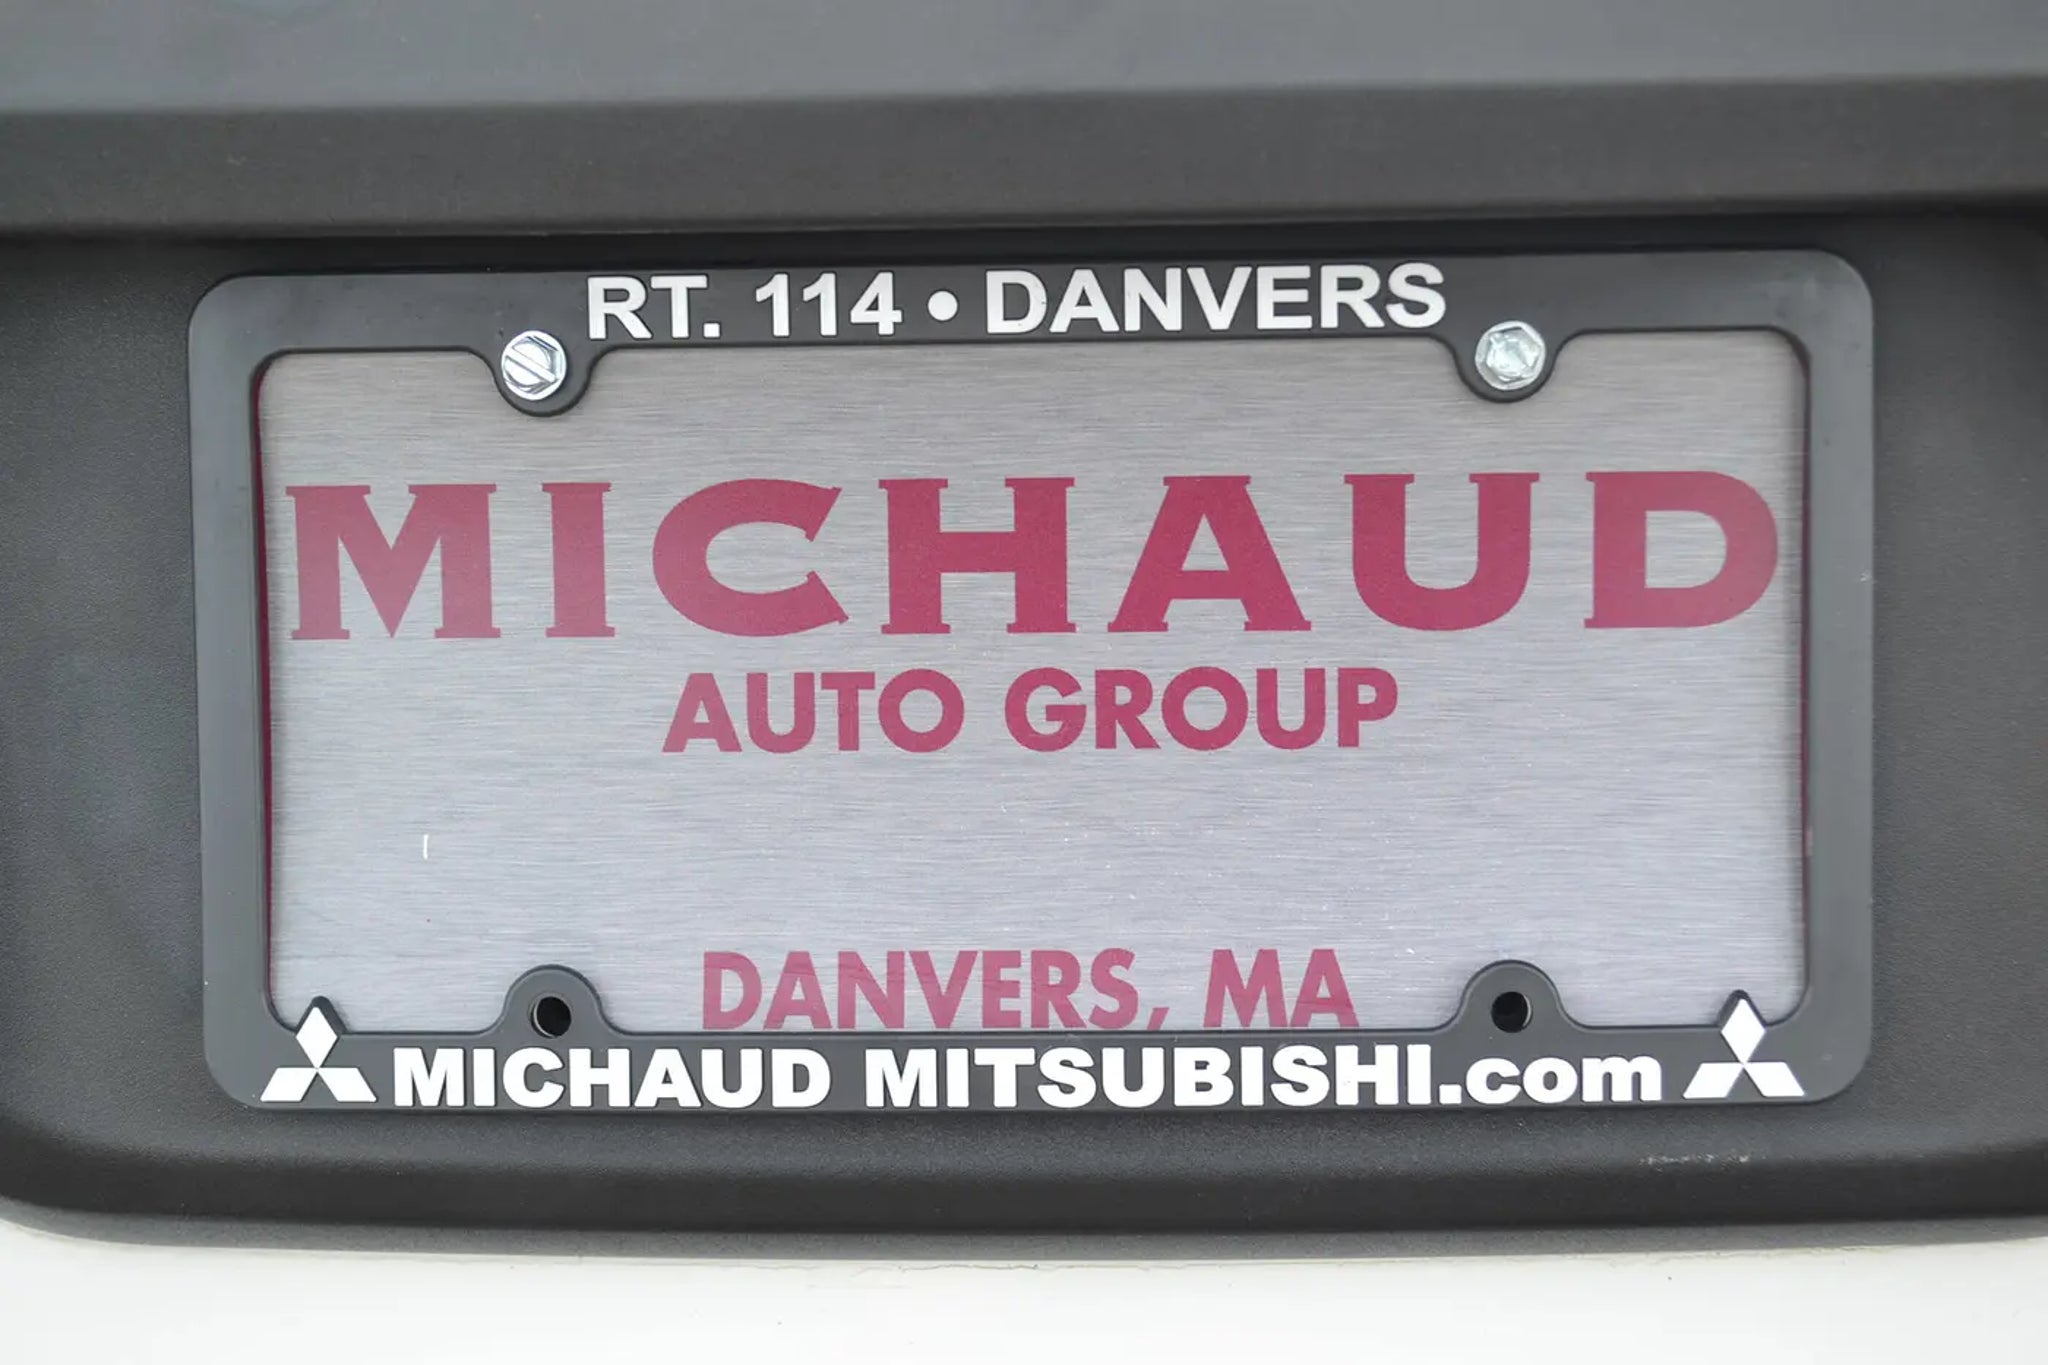 RT. 114 • DANVERS
MICHAUD
AUTO GROUP
DANVERS, MA
MICHAUD MITSUBISHI.com